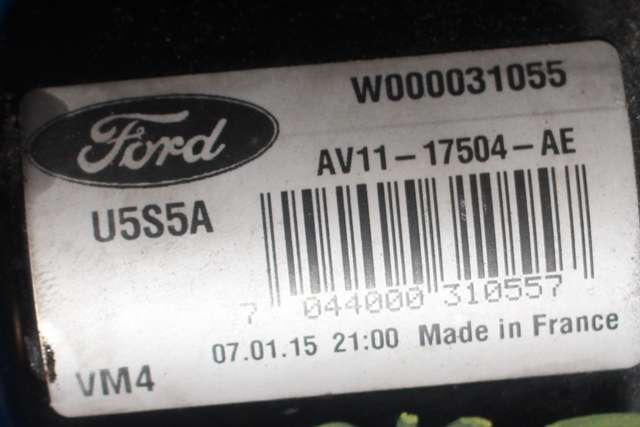 W000031055
Ford
AV11-17504-AE
U5S5A
7 044000 310557
07.01.15 21:00 Made in France
VM4